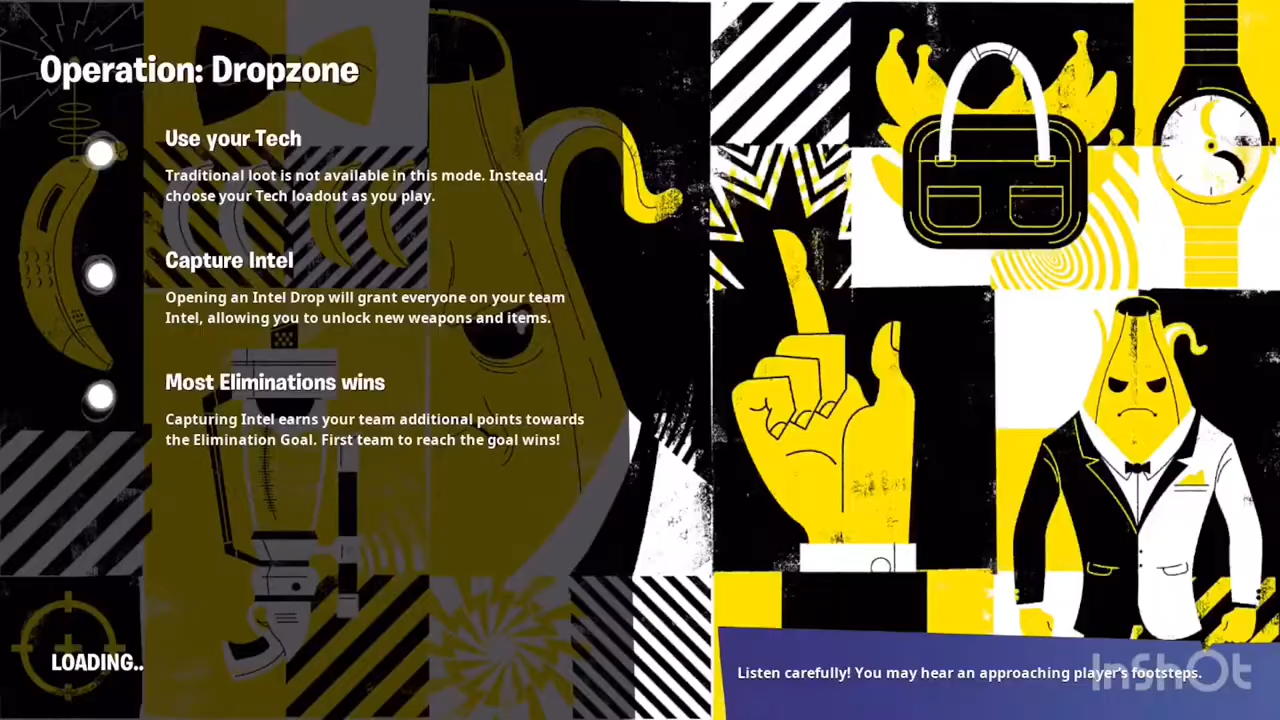 Operation: Dropzone
Use your Tech
Traditional loot is not available in this mode. Instead,
choose your Tech loadout as you play.
Capture Intel
Opening an Intel Drop will grant everyone on your team
Intel, allowing you to unlock new weapons and items.
Most Eliminations wins
Capturing Intel earns your team additional points towards
the Elimination Goal. First team to reach the goal wins!
LOADING..
Listen carefully! You may hear an approaching player's footsteps.
InShOt